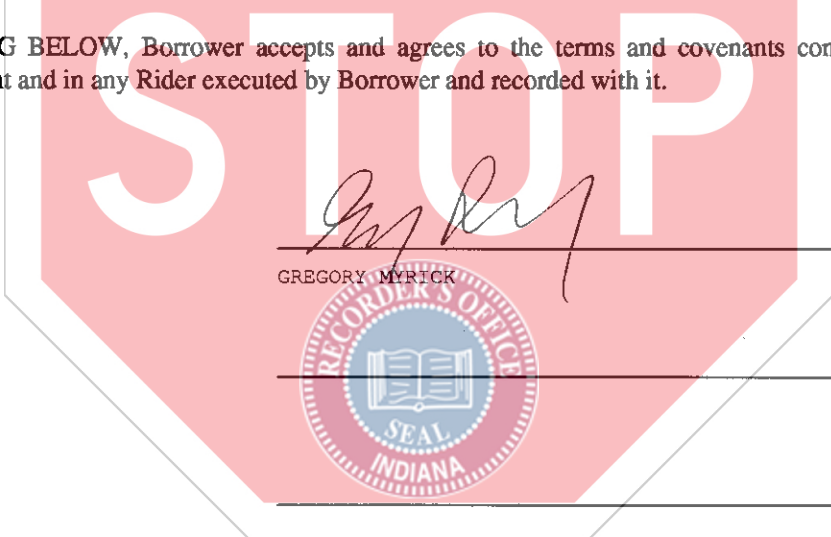 STOP
G BELOW, Borrower accepts and agrees to the terms and covenants con
nt and in any Rider executed by Borrower and recorded with it.
GREGORY MYRICK
RECORDER'S OFFICE
SEAL
INDIANA